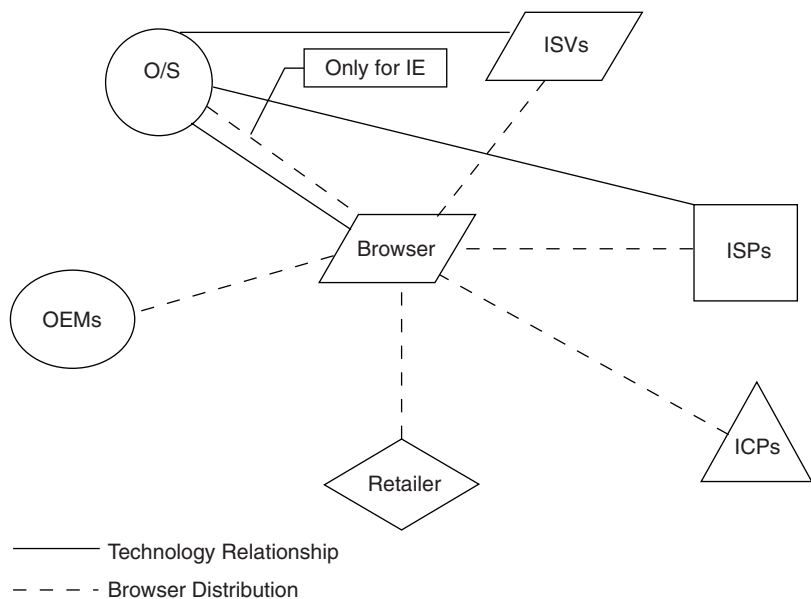 O/S
ISVs
Only for IE
Browser
ISPs
OEMs
ICPs
Retailer
Technology Relationship
Browser Distribution